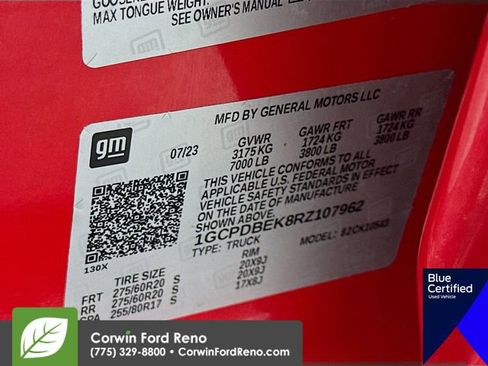 MAX TONGUE WEIGHT:
SEE OWNER'S MANUAL
gm
MFD BY GENERAL MOTORS LLC
07/23
GVWR GAWR FRT GAWR RR
3175 KG 1724 KG 1724 KG
7000 LB 3800 LB 3800 LB
THIS VEHICLE CONFORMS TO ALL
APPLICABLE U.S. FEDERAL MOTOR
VEHICLE SAFETY STANDARDS IN EFFECT
ON THE DATE OF MANUFACTURE
SHOWN ABOVE.
1GCPDBEK8RZ107962
TYPE: TRUCK MODEL:
130X
TIRE SIZE RIM
FRT 275/60R20 S 20X9J
RR 275/60R20 S 20X9J
SPA 255/80R17 S 17X8J
Blue
Certified
Used Vehicle
Corwin Ford Reno
(775) 329-8800 • CorwinFordReno.com